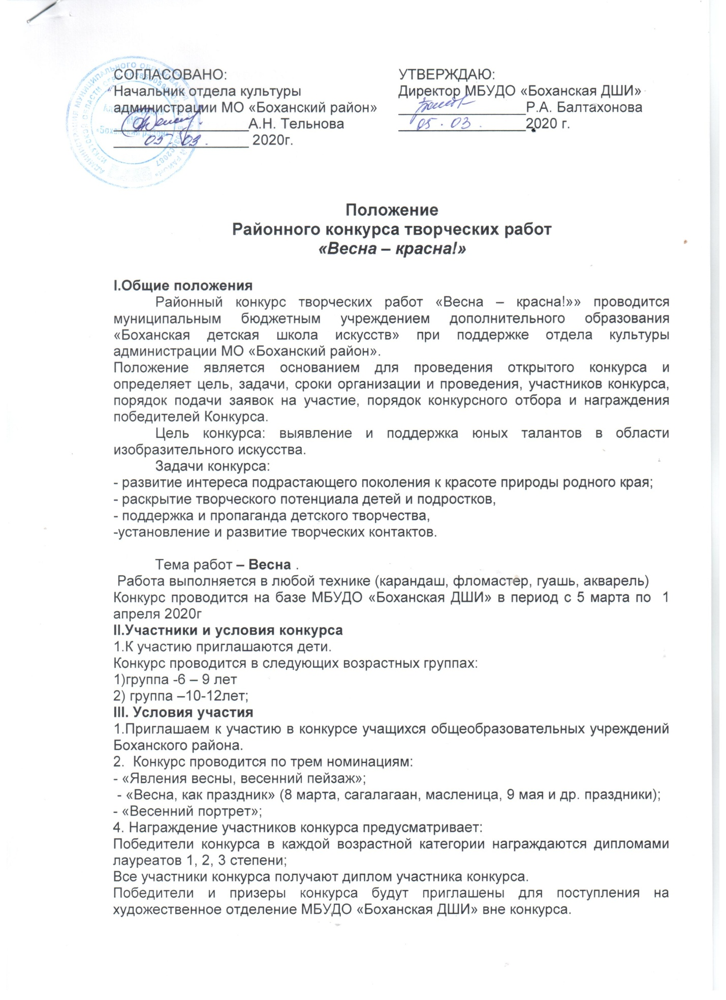 СОГЛАСОВАНО:
Начальник отдела культуры
администрации МО «Боханский район»
А.Н. Тельнова
03. 03. 2020г.
УТВЕРЖДАЮ:
Директор МБУДО «Боханская ДШИ»
Р.А. Балтахонова
05. 03. 2020 г.
Положение
Районного конкурса творческих работ
«Весна – красна!»
I.Общие положения
Районный конкурс творческих работ «Весна – красна!»» проводится
муниципальным бюджетным учреждением дополнительного образования
«Боханская детская школа искусств» при поддержке отдела культуры
администрации МО «Боханский район».
Положение является основанием для проведения открытого конкурса и
определяет цель, задачи, сроки организации и проведения, участников конкурса,
порядок подачи заявок на участие, порядок конкурсного отбора и награждения
победителей Конкурса.
Цель конкурса: выявление и поддержка юных талантов в области
изобразительного искусства.
Задачи конкурса:
- развитие интереса подрастающего поколения к красоте природы родного края;
- раскрытие творческого потенциала детей и подростков,
- поддержка и пропаганда детского творчества,
-установление и развитие творческих контактов.
Тема работ – Весна .
Работа выполняется в любой технике (карандаш, фломастер, гуашь, акварель)
Конкурс проводится на базе МБУДО «Боханская ДШИ» в период с 5 марта по 1
апреля 2020г
II.Участники и условия конкурса
1.К участию приглашаются дети.
Конкурс проводится в следующих возрастных группах:
1)группа -6 – 9 лет
2) группа –10-12лет;
III. Условия участия
1.Приглашаем к участию в конкурсе учащихся общеобразовательных учреждений
Боханского района.
2. Конкурс проводится по трем номинациям:
- «Явления весны, весенний пейзаж»;
- «Весна, как праздник» (8 марта, сагалагаан, масленица, 9 мая и др. праздники);
- «Весенний портрет»;
4. Награждение участников конкурса предусматривает:
Победители конкурса в каждой возрастной категории награждаются дипломами
лауреатов 1, 2, 3 степени;
Все участники конкурса получают диплом участника конкурса.
Победители и призеры конкурса будут приглашены для поступления на
художественное отделение МБУДО «Боханская ДШИ» вне конкурса.